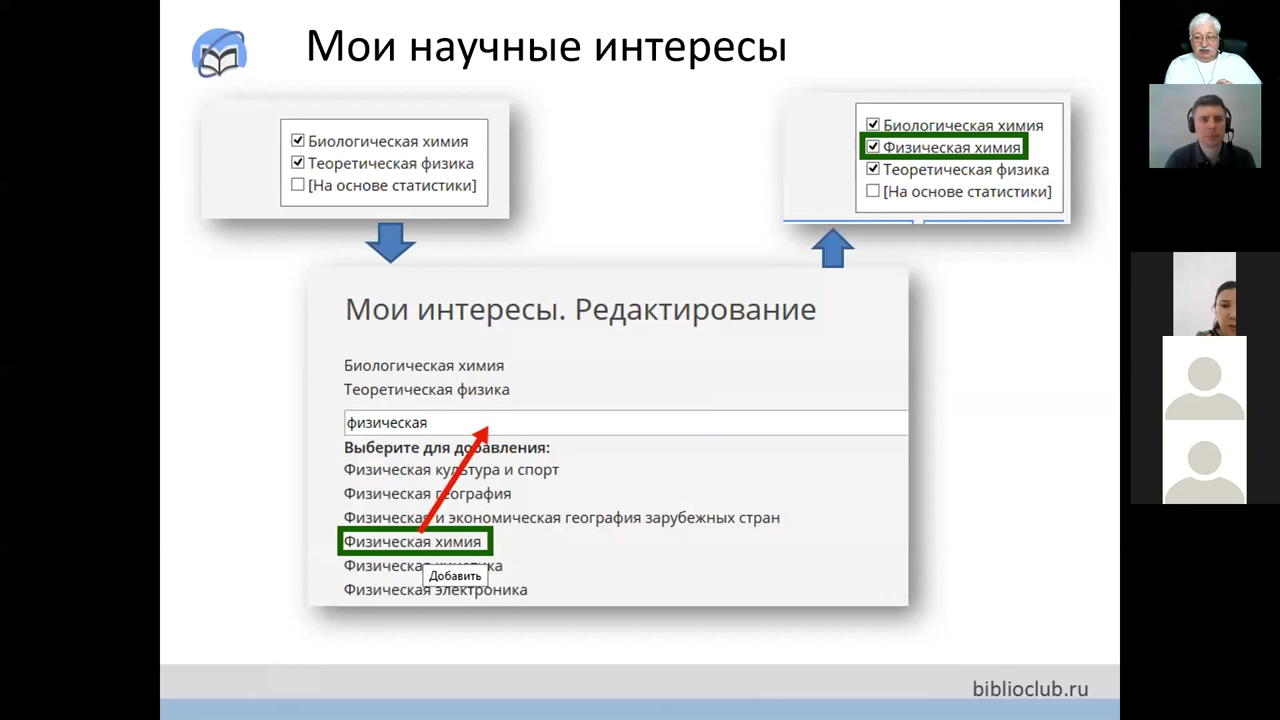 Мои научные интересы
Биологическая химия
Теоретическая физика
[На основе статистики]
Биологическая химия
Физическая химия
Теоретическая физика
[На основе статистики]
Мои интересы. Редактирование
Биологическая химия
Теоретическая физика
физическая
Выберите для добавления:
Физическая культура и спорт
Физическая география
Физическая и экономическая география зарубежных стран
Физическая химия
Физическая
Добавить
Физическая электроника
biblioclub.ru